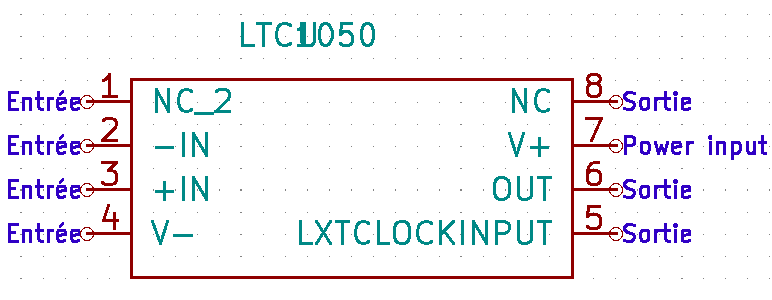 LTC1050
U
Entrée 1 NC_2 NC 8 Sortie
Entrée 2 -IN V+ 7 Power input
Entrée 3 +IN OUT 6 Sortie
Entrée 4 V- LXTCLOCKINPUT 5 Sortie